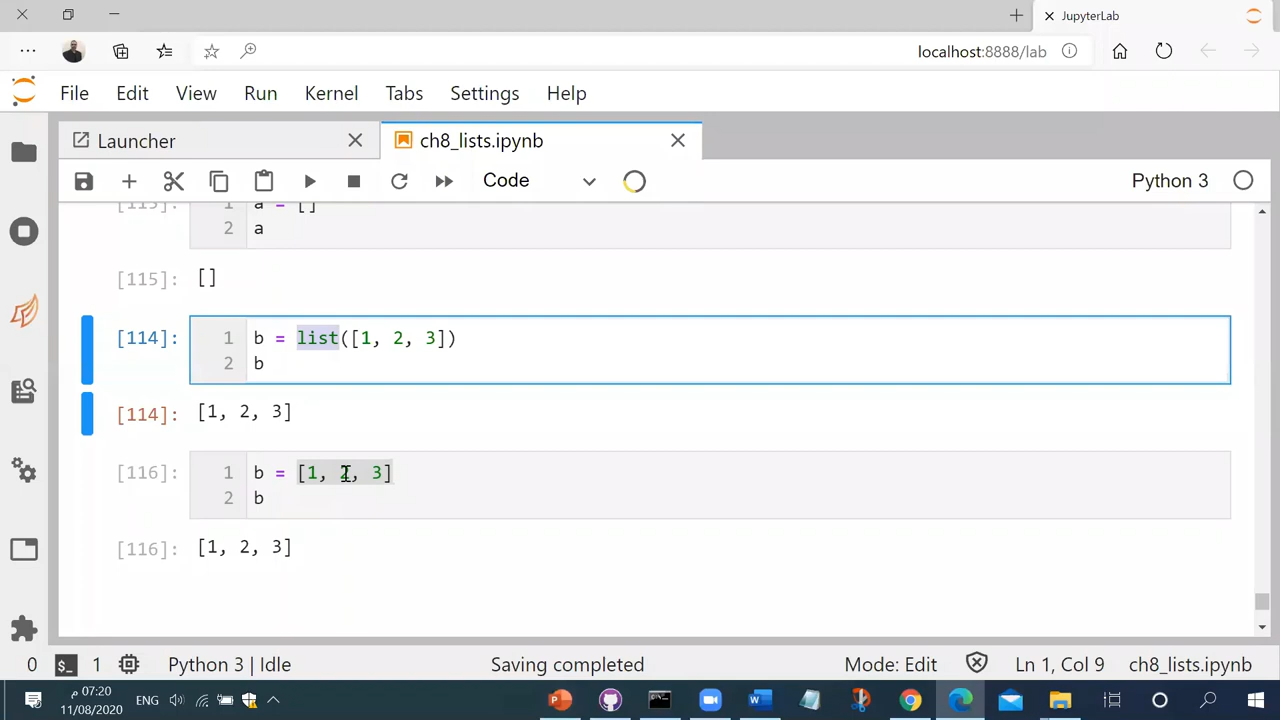 JupyterLab
localhost:8888/lab
File Edit View Run Kernel Tabs Settings Help
Launcher ch8_lists.ipynb
Code Python 3
[115]: 1 a = []
2 a
[115]: []
[114]: 1 b = list([1, 2, 3])
2 b
[114]: [1, 2, 3]
[116]: 1 b = [1, 2, 3]
2 b
[116]: [1, 2, 3]
0 $_ 1 Python 3 | Idle Saving completed Mode: Edit Ln 1, Col 9 ch8_lists.ipynb
07:20 م ENG
11/08/2020